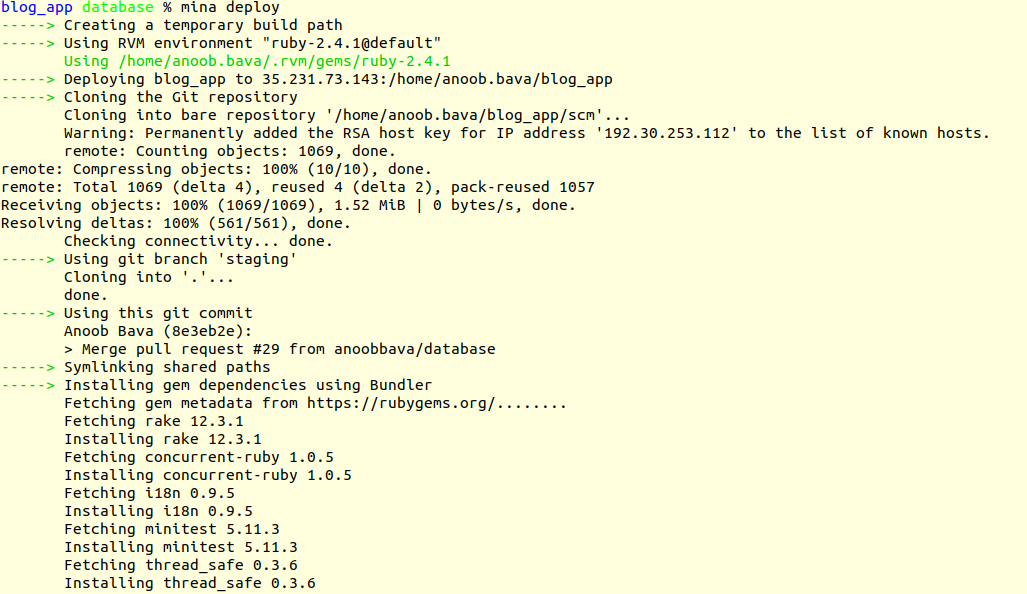 blog_app database % mina deploy
-----> Creating a temporary build path
-----> Using RVM environment "ruby-2.4.1@default"
       Using /home/anoob.bava/.rvm/gems/ruby-2.4.1
-----> Deploying blog_app to 35.231.73.143:/home/anoob.bava/blog_app
-----> Cloning the Git repository
       Cloning into bare repository '/home/anoob.bava/blog_app/scm'...
       Warning: Permanently added the RSA host key for IP address '192.30.253.112' to the list of known hosts.
       remote: Counting objects: 1069, done.
remote: Compressing objects: 100% (10/10), done.
remote: Total 1069 (delta 4), reused 4 (delta 2), pack-reused 1057
Receiving objects: 100% (1069/1069), 1.52 MiB | 0 bytes/s, done.
Resolving deltas: 100% (561/561), done.
       Checking connectivity... done.
-----> Using git branch 'staging'
       Cloning into '.'...
       done.
-----> Using this git commit
       Anoob Bava (8e3eb2e):
       > Merge pull request #29 from anoobbava/database
-----> Symlinking shared paths
-----> Installing gem dependencies using Bundler
       Fetching gem metadata from https://rubygems.org/........
       Fetching rake 12.3.1
       Installing rake 12.3.1
       Fetching concurrent-ruby 1.0.5
       Installing concurrent-ruby 1.0.5
       Fetching i18n 0.9.5
       Installing i18n 0.9.5
       Fetching minitest 5.11.3
       Installing minitest 5.11.3
       Fetching thread_safe 0.3.6
       Installing thread_safe 0.3.6